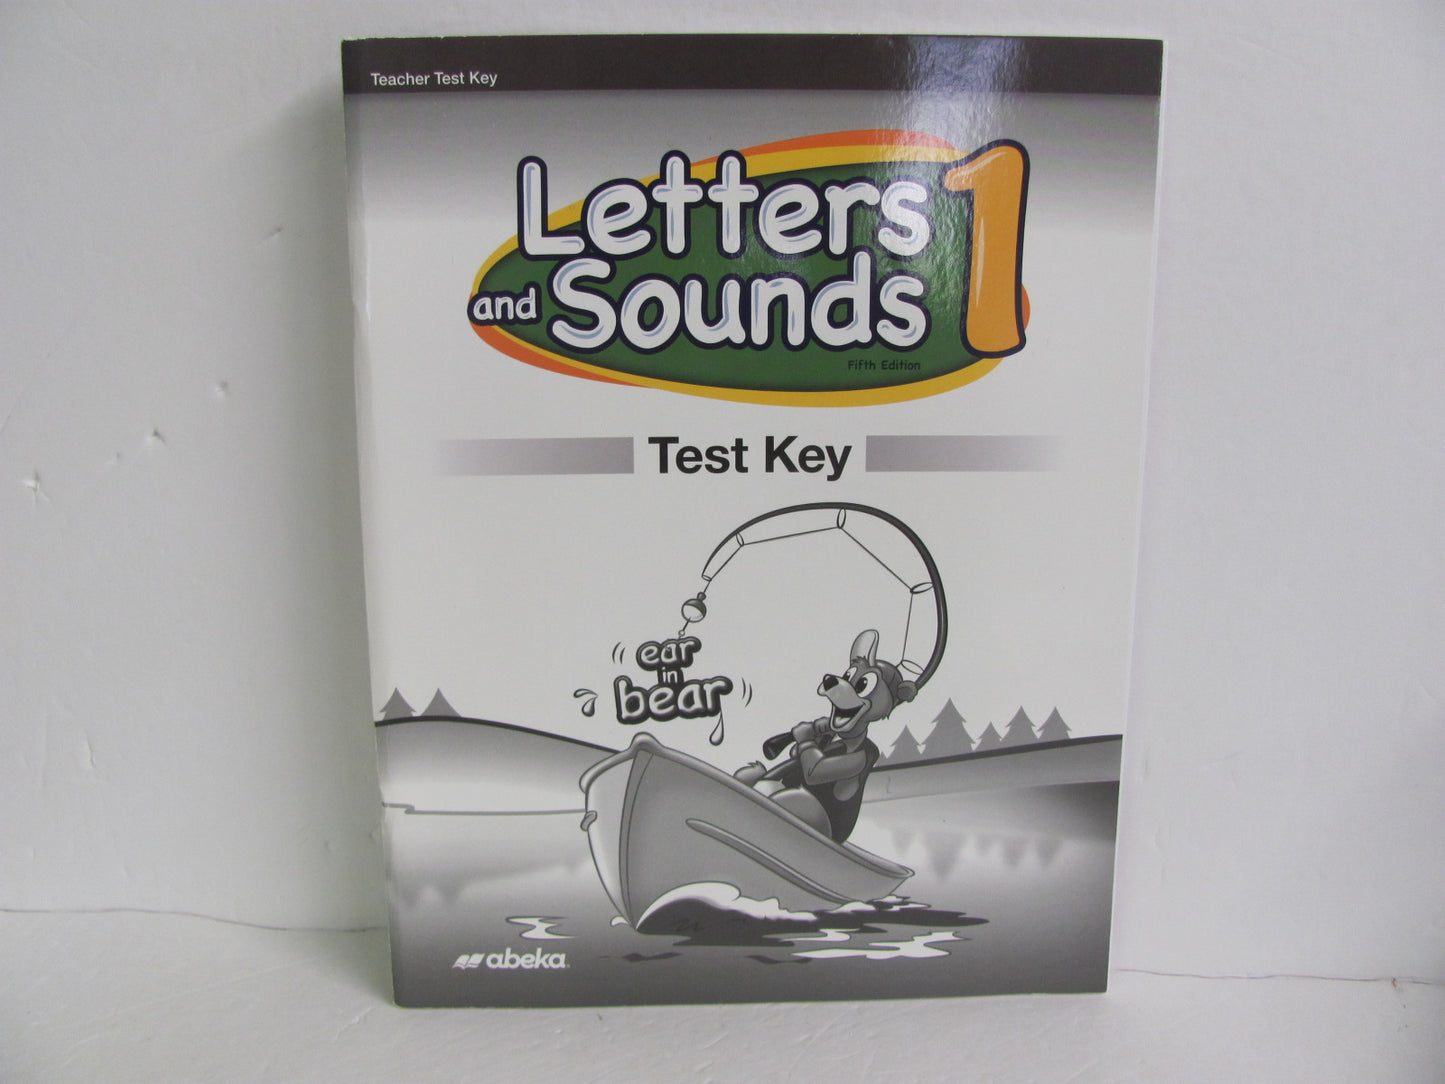 Teacher Test Key
Letters 1
and Sounds
Fifth Edition
Test Key
ear
in
bear
abeka